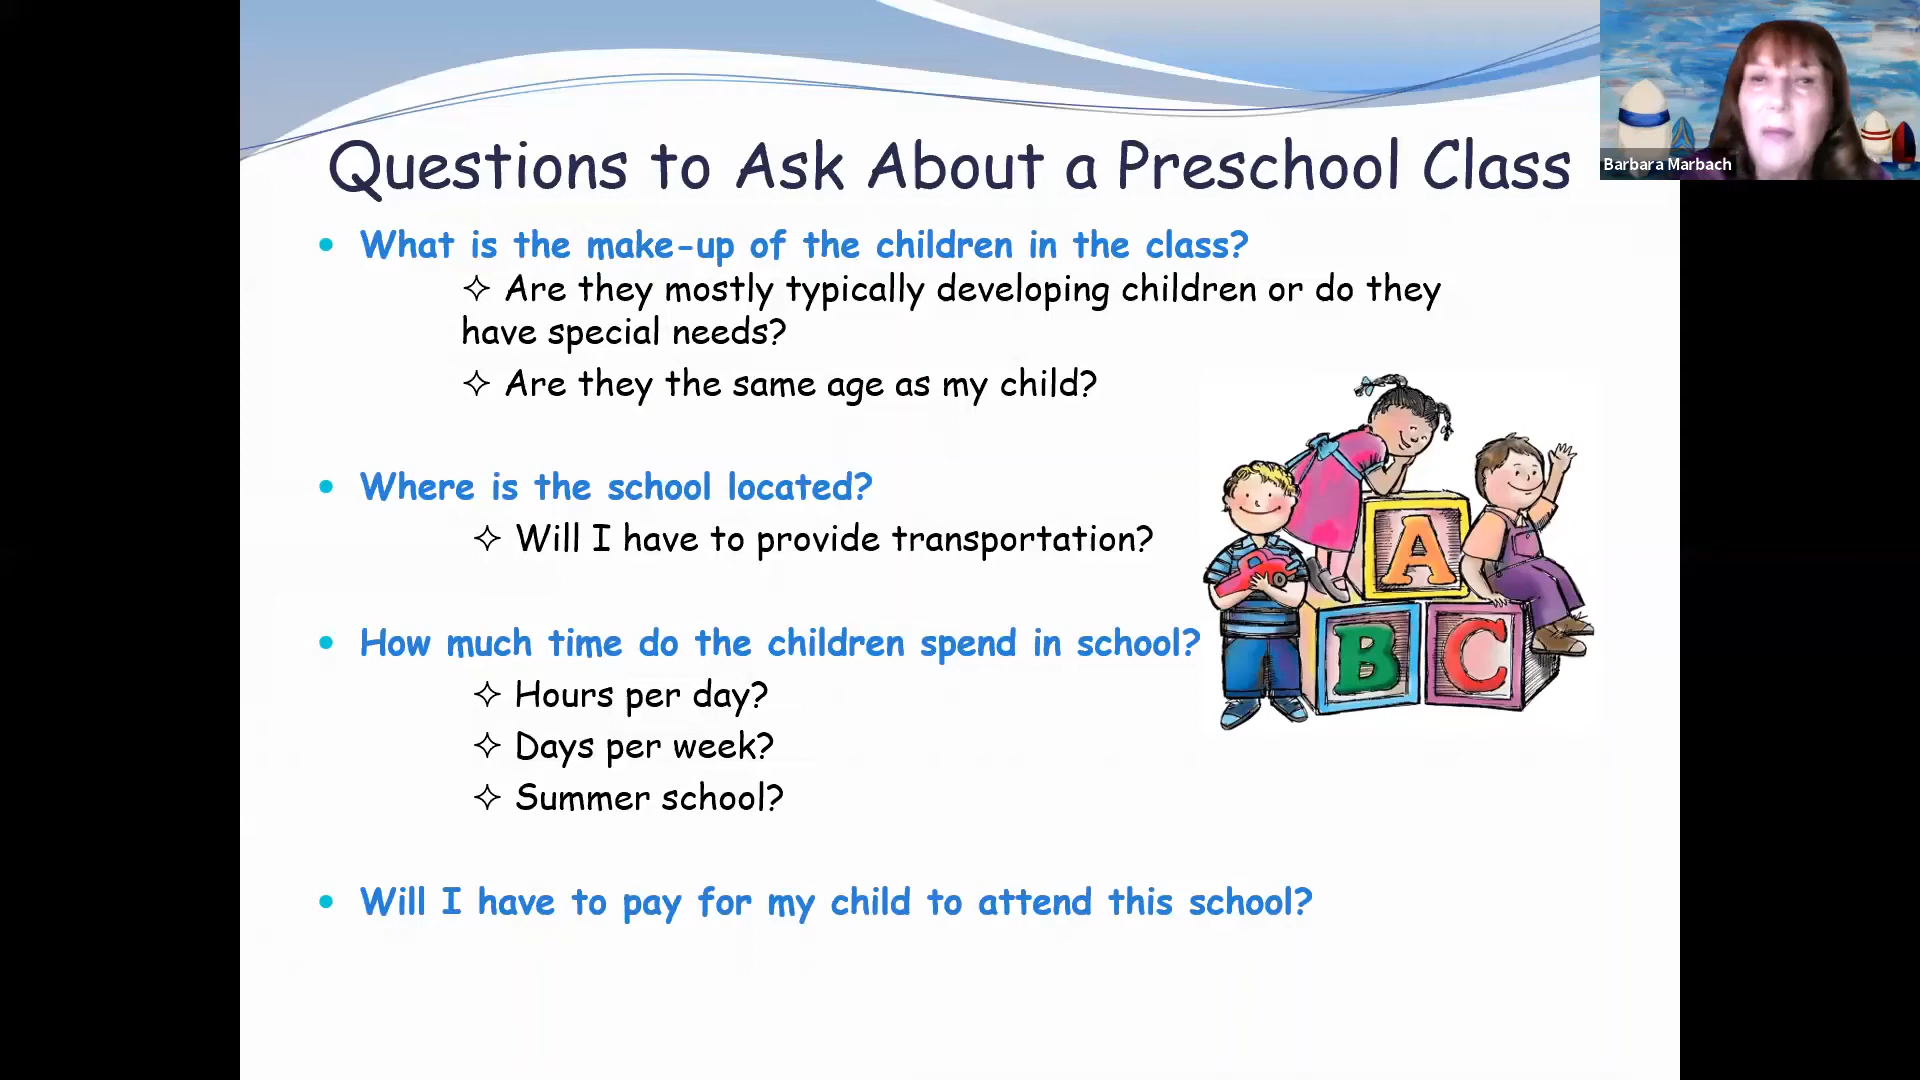 Questions to Ask About a Preschool Class
Barbara Marbach
• What is the make-up of the children in the class?
✧ Are they mostly typically developing children or do they
have special needs?
✧ Are they the same age as my child?
• Where is the school located?
✧ Will I have to provide transportation?
• How much time do the children spend in school?
✧ Hours per day?
✧ Days per week?
✧ Summer school?
• Will I have to pay for my child to attend this school?
A
B C